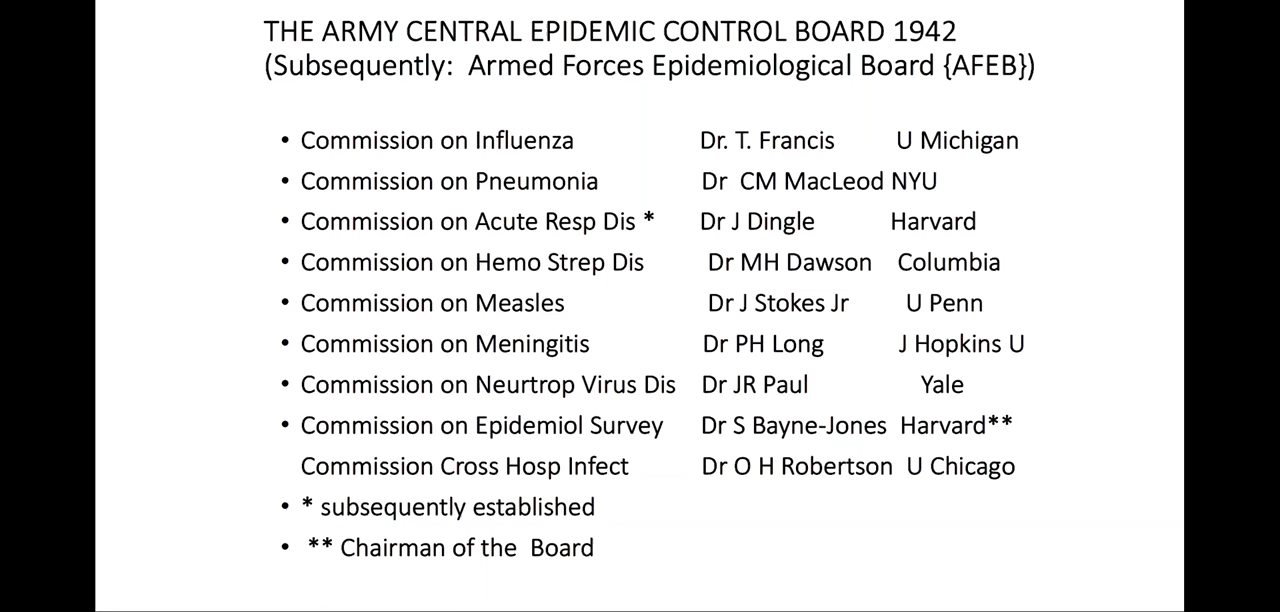 THE ARMY CENTRAL EPIDEMIC CONTROL BOARD 1942
(Subsequently: Armed Forces Epidemiological Board {AFEB})
• Commission on Influenza Dr. T. Francis U Michigan
• Commission on Pneumonia Dr CM MacLeod NYU
• Commission on Acute Resp Dis * Dr J Dingle Harvard
• Commission on Hemo Strep Dis Dr MH Dawson Columbia
• Commission on Measles Dr J Stokes Jr U Penn
• Commission on Meningitis Dr PH Long J Hopkins U
• Commission on Neurtrop Virus Dis Dr JR Paul Yale
• Commission on Epidemiol Survey Dr S Bayne-Jones Harvard**
Commission Cross Hosp Infect Dr O H Robertson U Chicago
• * subsequently established
• ** Chairman of the Board